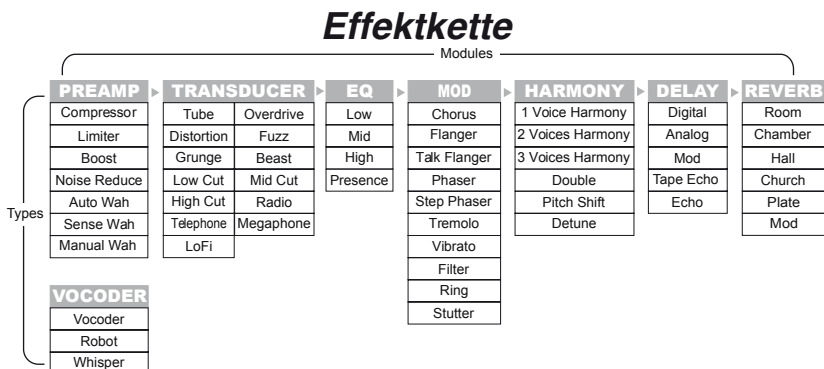 Effektkette
Modules
PREAMP TRANSDUCER EQ MOD HARMONY DELAY REVERB
Compressor Tube Overdrive Low Chorus 1 Voice Harmony Digital Room
Limiter Distortion Fuzz Mid Flanger 2 Voices Harmony Analog Chamber
Boost Grunge Beast High Talk Flanger 3 Voices Harmony Mod Hall
Noise Reduce Low Cut Mid Cut Presence Phaser Double Tape Echo Church
Auto Wah High Cut Radio Step Phaser Pitch Shift Echo Plate
Types
Sense Wah Telephone Megaphone Tremolo Detune Mod
Manual Wah LoFi Vibrato
Filter
VOCODER Ring
Vocoder Stutter
Robot
Whisper